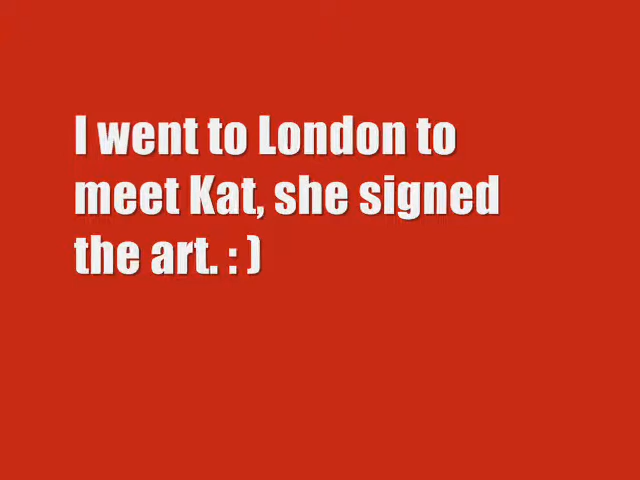 I went to London to
meet Kat, she signed
the art. : )